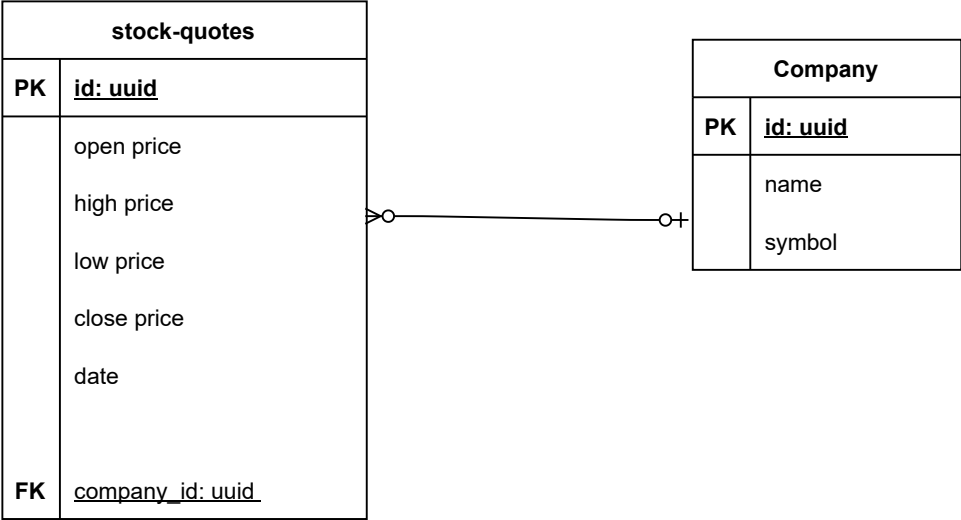 stock-quotes
PK id: uuid
open price
high price
low price
close price
date
FK company_id: uuid
Company
PK id: uuid
name
symbol